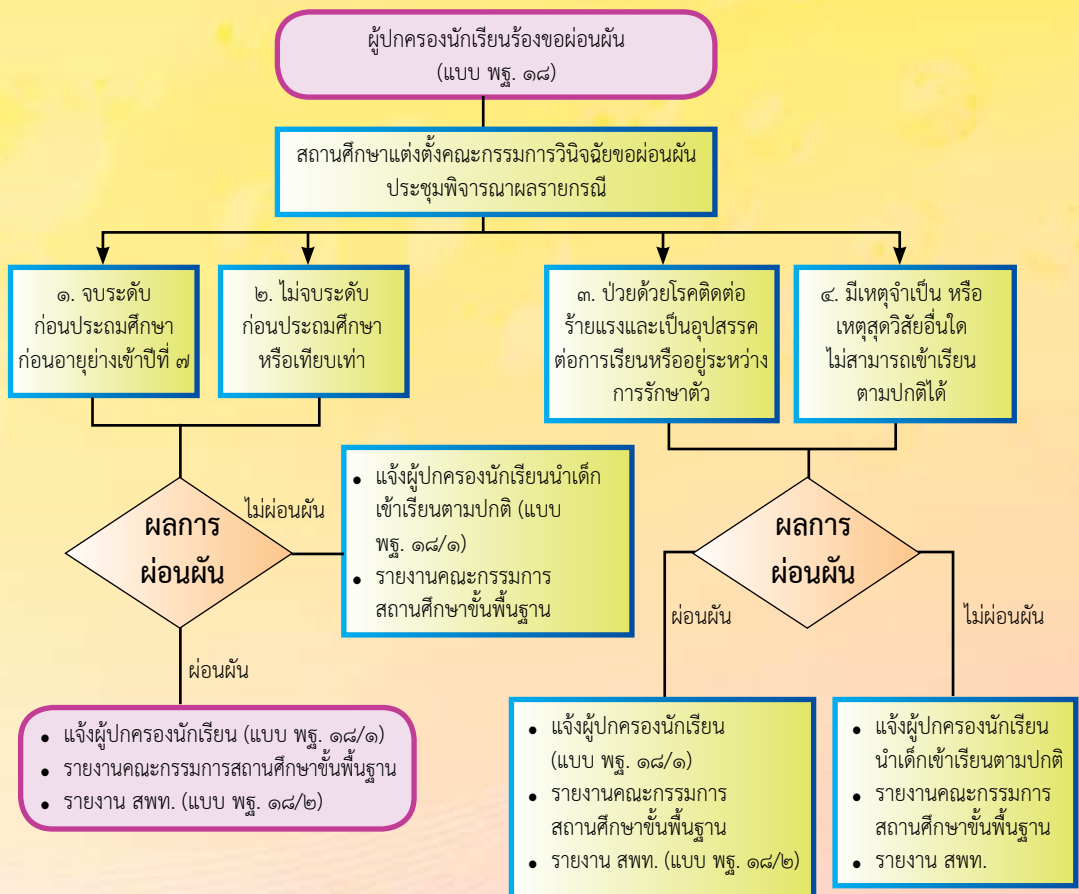 ผู้ปกครองนักเรียนร้องขอผ่อนผัน
(แบบ พฐ. ๑๘)
สถานศึกษาแต่งตั้งคณะกรรมการวินิจฉัยขอผ่อนผัน
ประชุมพิจารณาผลรายกรณี
๑. จบระดับ
ก่อนประถมศึกษา
ก่อนอายุย่างเข้าปีที่ ๗
๒. ไม่จบระดับ
ก่อนประถมศึกษา
หรือเทียบเท่า
๓. ป่วยด้วยโรคติดต่อ
ร้ายแรงและเป็นอุปสรรค
ต่อการเรียนหรืออยู่ระหว่าง
การรักษาตัว
๔. มีเหตุจำเป็น หรือ
เหตุสุดวิสัยอื่นใด
ไม่สามารถเข้าเรียน
ตามปกติได้
ผลการ
ผ่อนผัน
ไม่ผ่อนผัน
• แจ้งผู้ปกครองนักเรียนนำเด็ก
เข้าเรียนตามปกติ (แบบ
พฐ. ๑๘/๑)
• รายงานคณะกรรมการ
สถานศึกษาขั้นพื้นฐาน
ผ่อนผัน
• แจ้งผู้ปกครองนักเรียน (แบบ พฐ. ๑๘/๑)
• รายงานคณะกรรมการสถานศึกษาขั้นพื้นฐาน
• รายงาน สพท. (แบบ พฐ. ๑๘/๒)
ผลการ
ผ่อนผัน
ผ่อนผัน
ไม่ผ่อนผัน
• แจ้งผู้ปกครองนักเรียน
(แบบ พฐ. ๑๘/๑)
• รายงานคณะกรรมการ
สถานศึกษาขั้นพื้นฐาน
• รายงาน สพท. (แบบ พฐ. ๑๘/๒)
• แจ้งผู้ปกครองนักเรียน
นำเด็กเข้าเรียนตามปกติ
• รายงานคณะกรรมการ
สถานศึกษาขั้นพื้นฐาน
• รายงาน สพท.